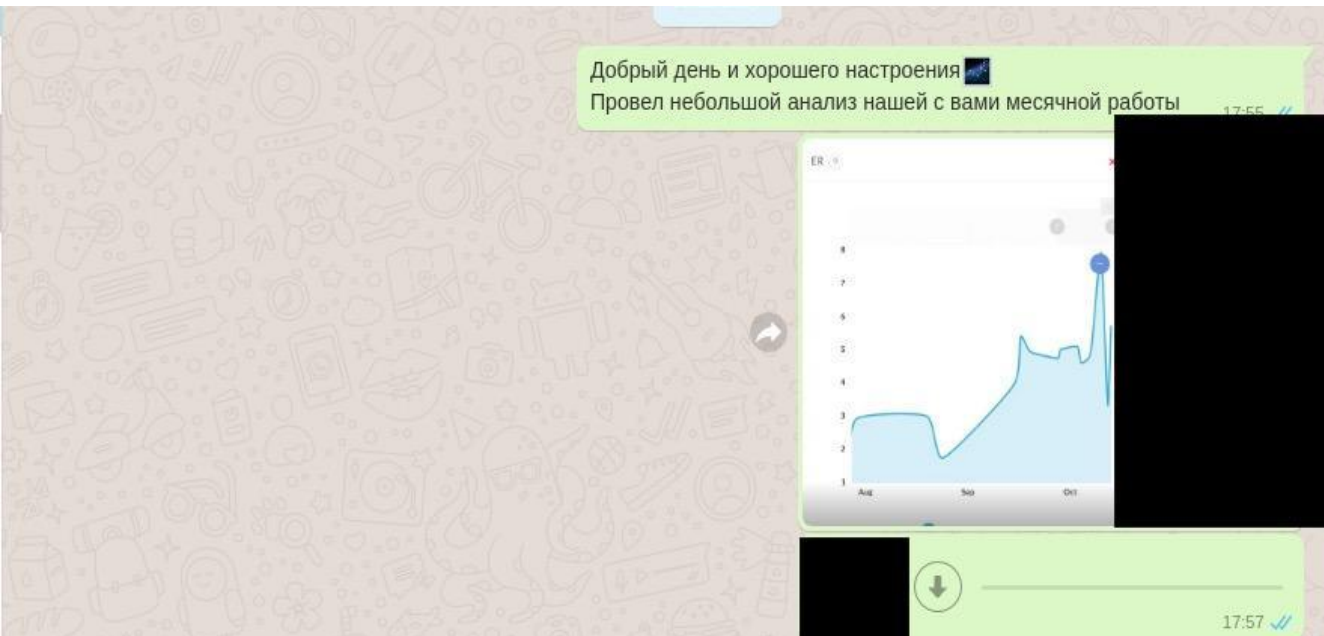 Добрый день и хорошего настроения
Провел небольшой анализ нашей с вами месячной работы
17:55
ER
8
7
6
5
4
3
2
1
Aug
Sep
Oct
17:57